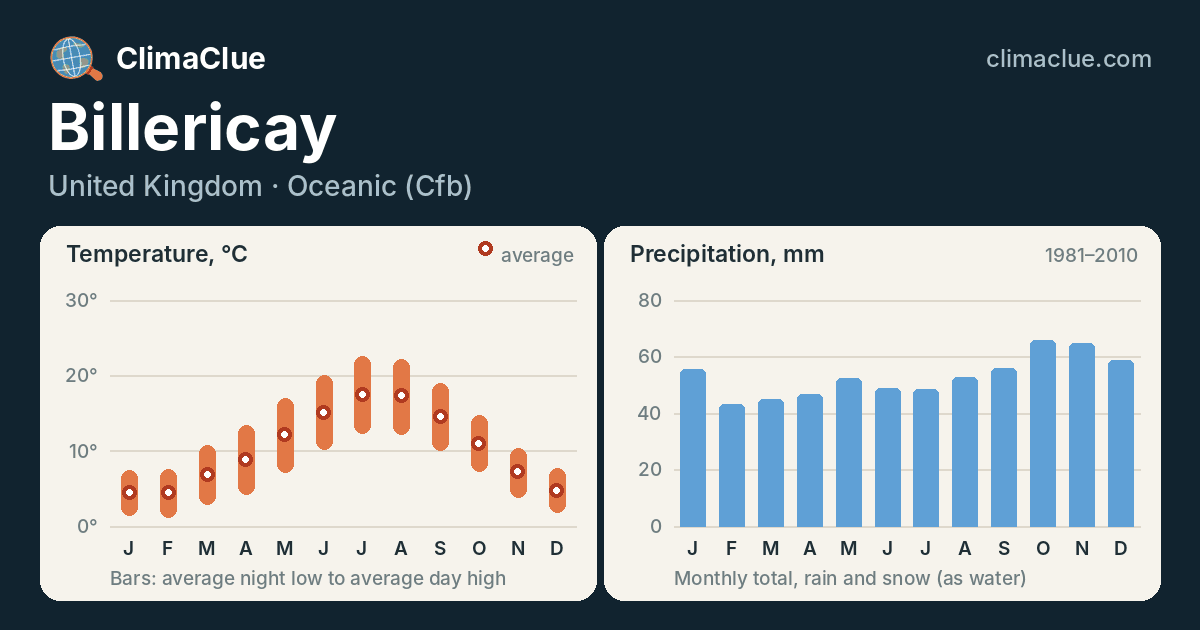 ClimaClue
climaclue.com
Billericay
United Kingdom · Oceanic (Cfb)
Temperature, °C
average
30°
20°
10°
0°
J F M A M J J A S O N D
Bars: average night low to average day high
Precipitation, mm
1981–2010
80
60
40
20
0
J F M A M J J A S O N D
Monthly total, rain and snow (as water)